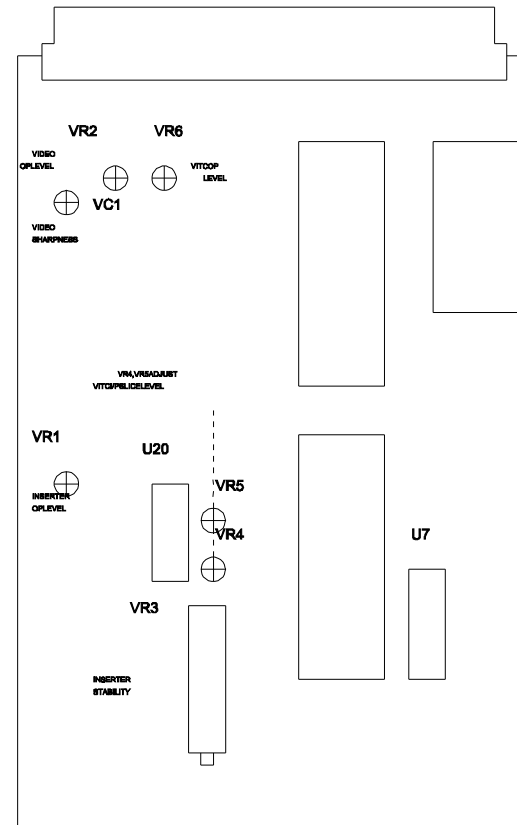 VR2 VR6
VIDEO
OPLEVEL
VITCOP
LEVEL
VC1
VIDEO
SHARPNESS
VR4,VR5ADJUST
VITCI/PSLICELEVEL
VR1
U20
INSERTER
OPLEVEL
VR5
VR4
U7
VR3
INSERTER
STABILITY